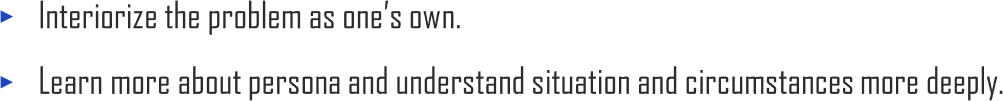 ▸ Interiorize the problem as one's own.
▸ Learn more about persona and understand situation and circumstances more deeply.